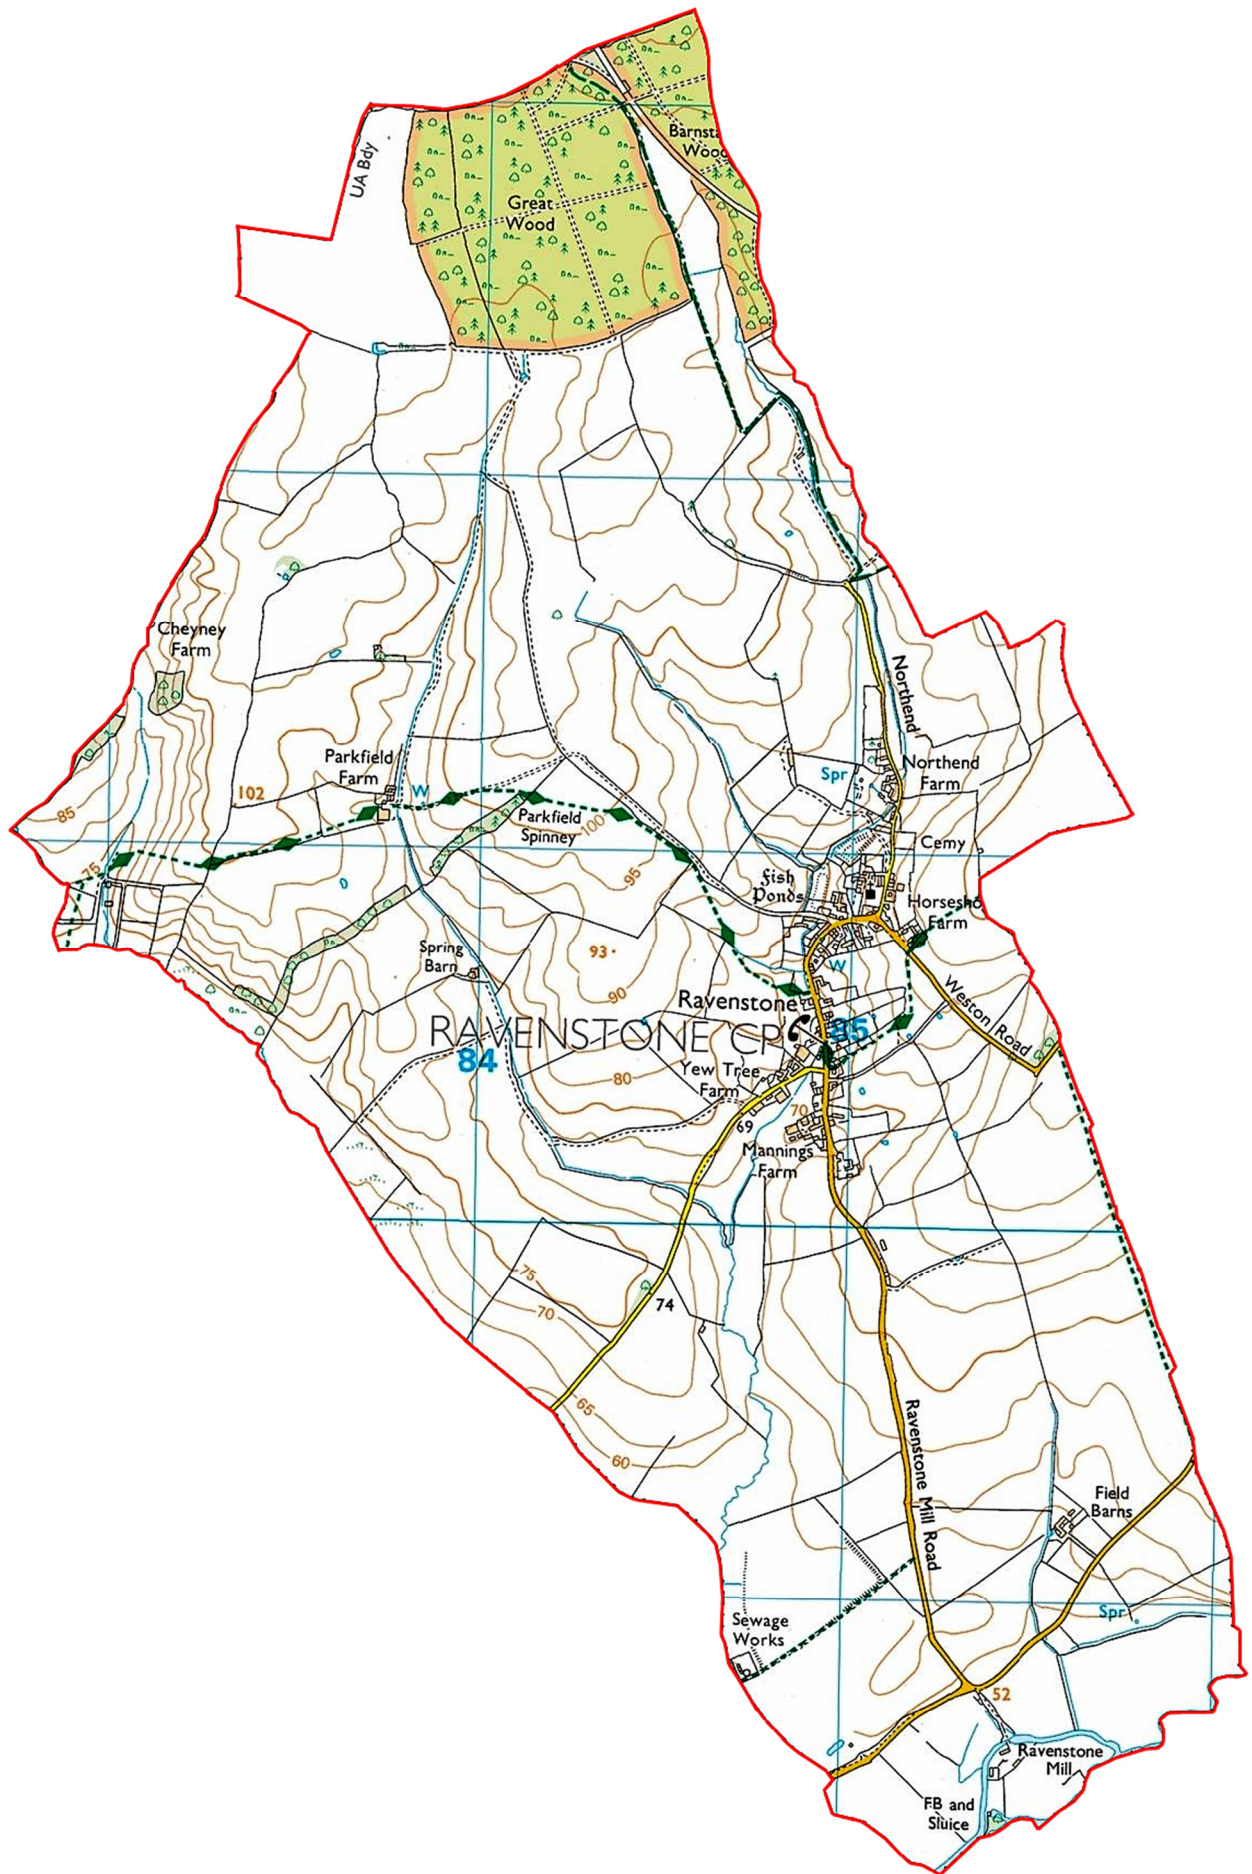 UA Bdy
Barnsta
Wood
Great
Wood
Cheyney
Farm
Northend
Parkfield
Farm
102
W
Spr
Northend
Farm
85
Parkfield
Spinney
100
Cemy
75
95
Fish
Ponds
Horsesho
Farm
Spring
Barn
93
W
90
Weston Road
Ravenstone
RAVENSTONE CP
85
84
Yew Tree
Farm
80
70
69
Mannings
Farm
75
74
70
65
Ravenstone Mill Road
60
Field
Barns
Sewage
Works
Spr
52
Ravenstone
Mill
FB and
Sluice